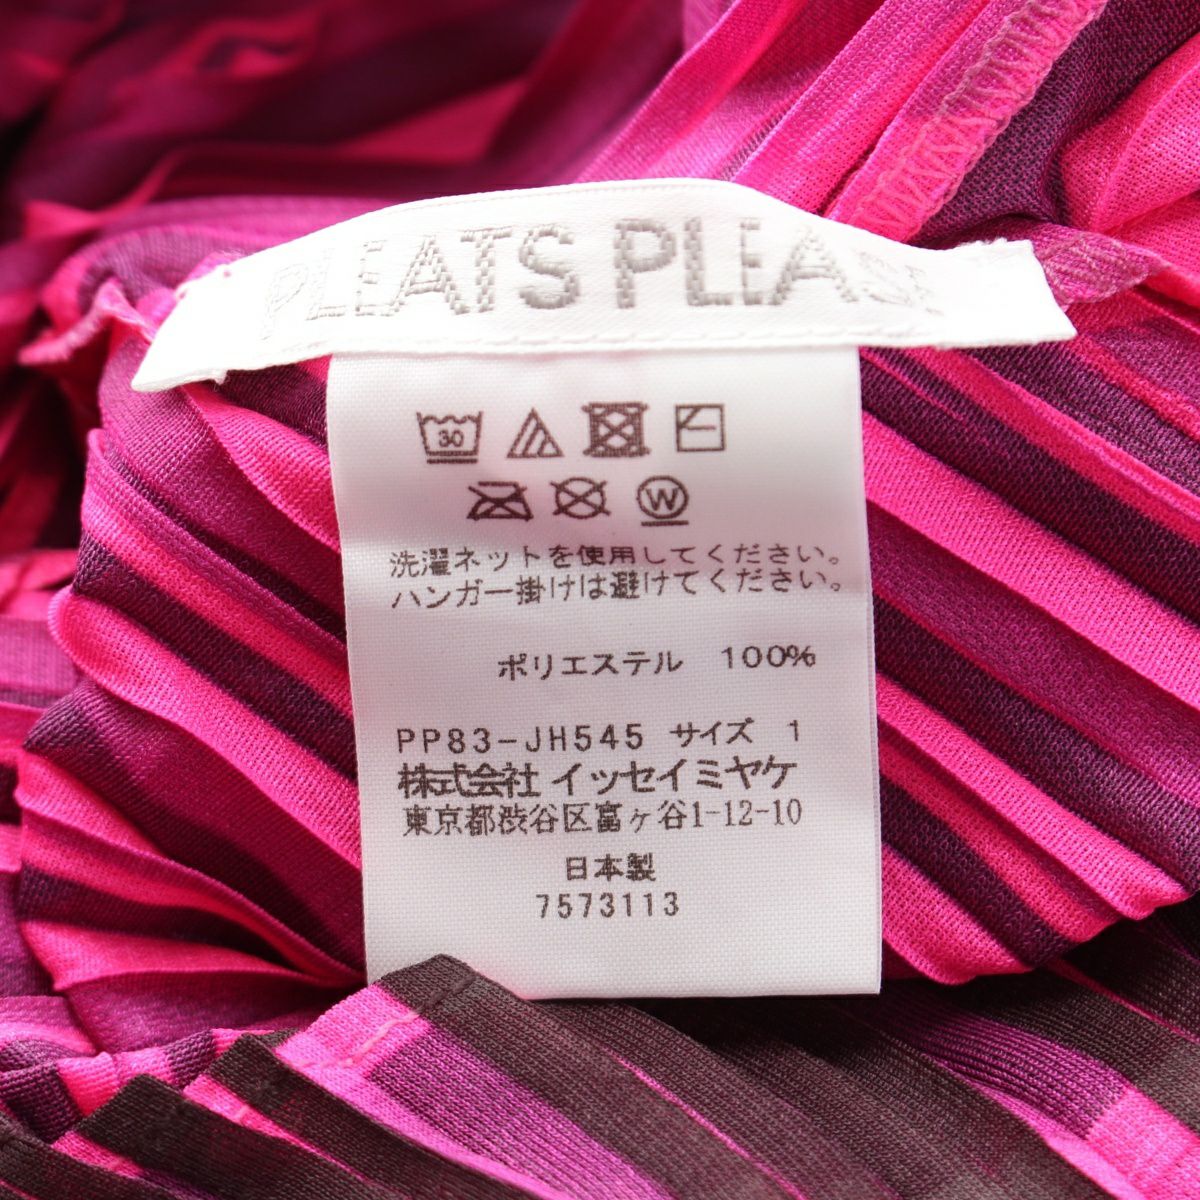 PLEATS PLEASE
30
W
洗濯ネットを使用してください。
ハンガー掛けは避けてください。
ポリエステル 100%
PP83-JH545 サイズ 1
株式会社 イッセイミヤケ
東京都渋谷区富ヶ谷1-12-10
日本製
7573113